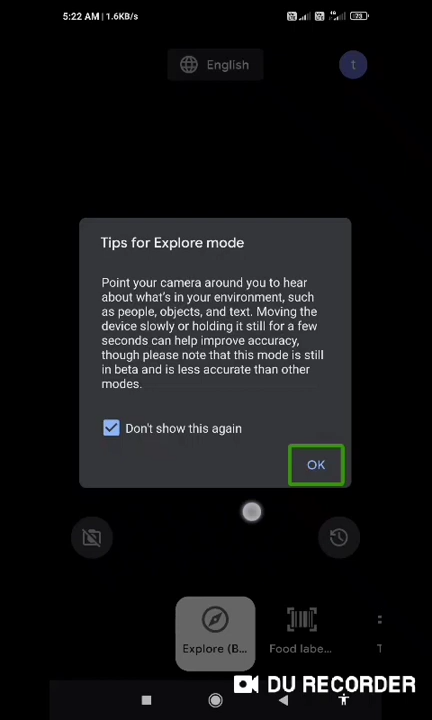 5:22 AM | 1.6KB/s
73
English
t
Tips for Explore mode
Point your camera around you to hear
about what's in your environment, such
as people, objects, and text. Moving the
device slowly or holding it still for a few
seconds can help improve accuracy,
though please note that this mode is still
in beta and is less accurate than other
modes.
Don't show this again
OK
Explore (B...
Food labe...
T
DU RECORDER